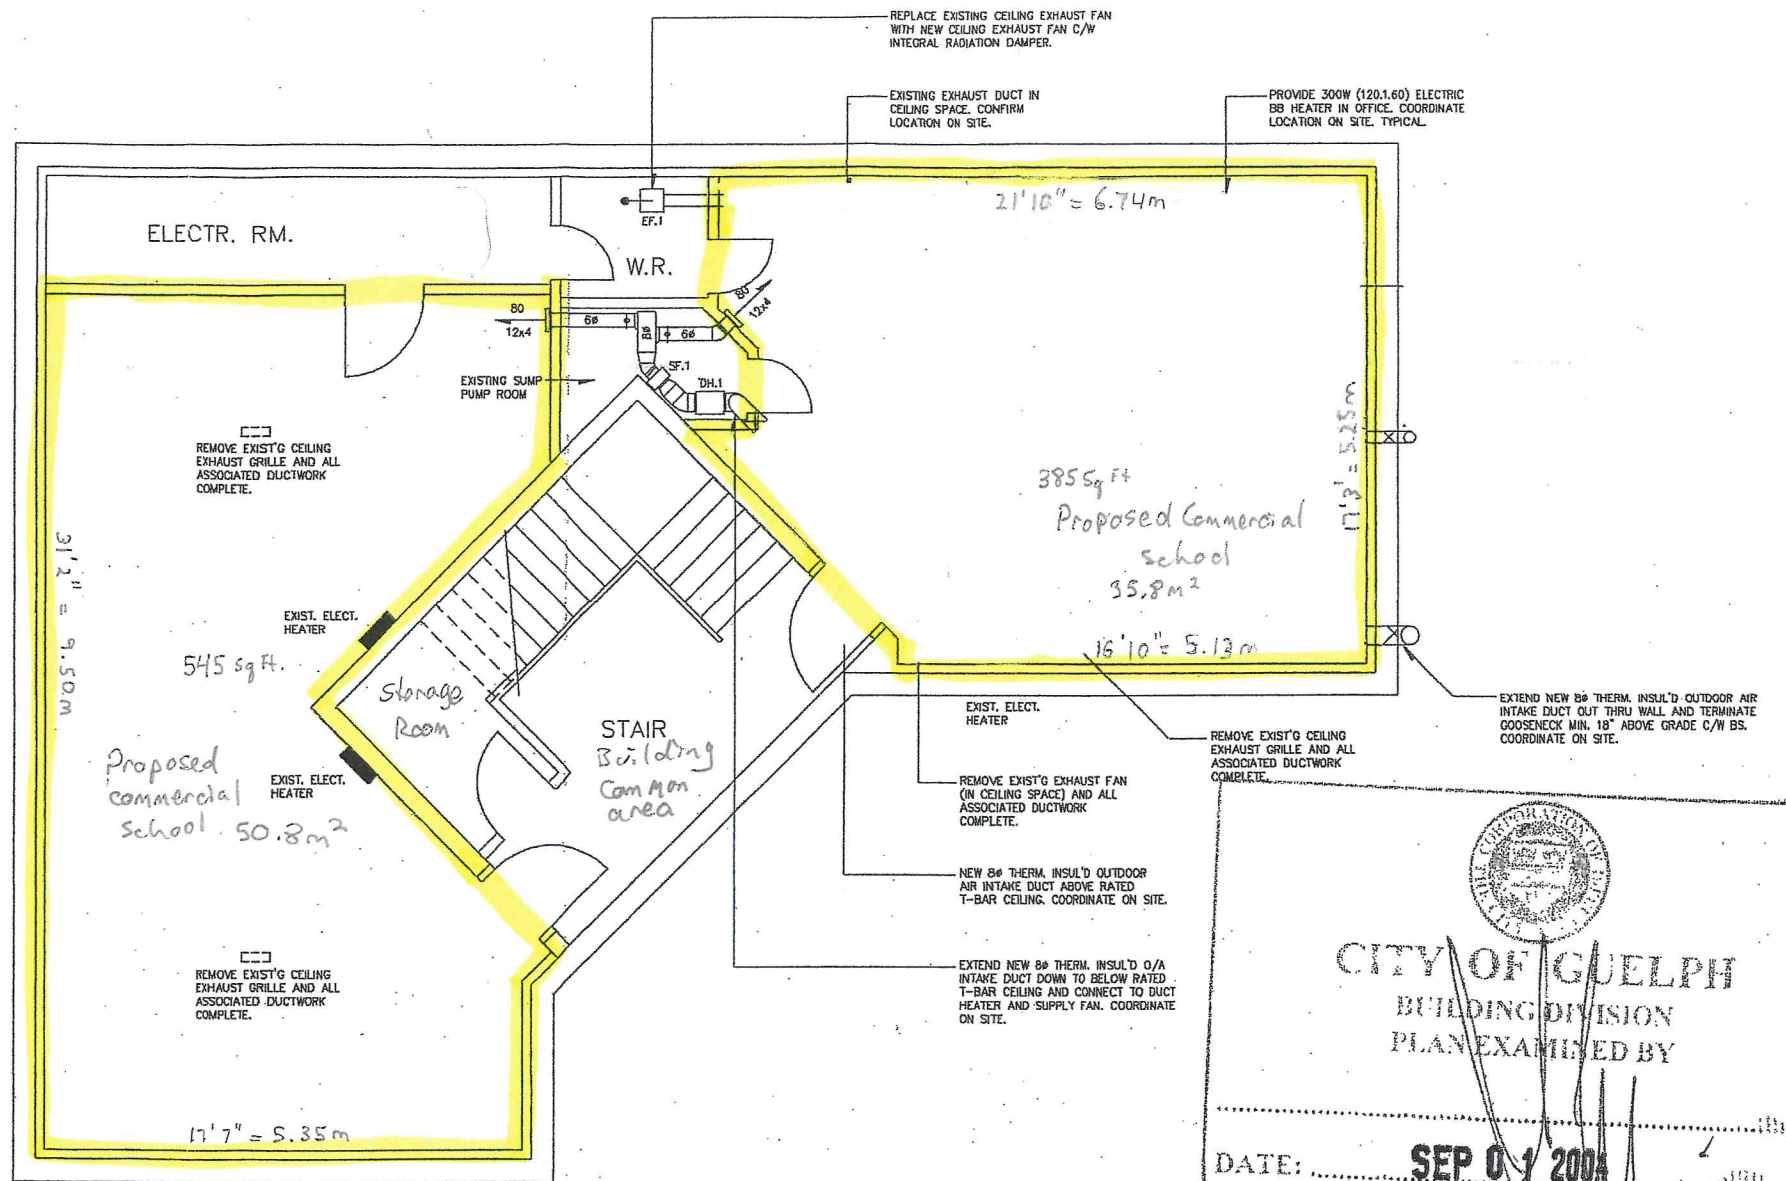 REPLACE EXISTING CEILING EXHAUST FAN
WITH NEW CEILING EXHAUST FAN C/W
INTEGRAL RADIATION DAMPER.
EXISTING EXHAUST DUCT IN
CEILING SPACE. CONFIRM
LOCATION ON SITE.
PROVIDE 300W (120.1.60) ELECTRIC
BB HEATER IN OFFICE. COORDINATE
LOCATION ON SITE. TYPICAL
21'10" = 6.74m
ELECTR. RM.
EF.1
W.R.
80
12x4
6ø
8ø
6ø
80
12x4
SF.1
DH.1
EXISTING SUMP
PUMP ROOM
REMOVE EXIST'G CEILING
EXHAUST GRILLE AND ALL
ASSOCIATED DUCTWORK
COMPLETE.
17'3' = 5.25m
385 Sq Ft
Proposed Commercial
school
35.8m²
16'10" = 5.13m
31'2" = 9.50m
EXIST. ELECT.
HEATER
545 sq Ft.
Storage
Room
STAIR
Building
Common
area
Proposed
commercial
school 50.8m²
EXIST. ELECT.
HEATER
EXIST. ELECT.
HEATER
EXTEND NEW 8ø THERM. INSUL'D OUTDOOR AIR
INTAKE DUCT OUT THRU WALL AND TERMINATE
GOOSENECK MIN. 18" ABOVE GRADE C/W BS.
COORDINATE ON SITE.
REMOVE EXIST'G CEILING
EXHAUST GRILLE AND ALL
ASSOCIATED DUCTWORK
COMPLETE.
REMOVE EXIST'G EXHAUST FAN
(IN CEILING SPACE) AND ALL
ASSOCIATED DUCTWORK
COMPLETE.
NEW 8ø THERM. INSUL'D OUTDOOR
AIR INTAKE DUCT ABOVE RATED
T-BAR CEILING. COORDINATE ON SITE.
EXTEND NEW 8ø THERM. INSUL'D O/A
INTAKE DUCT DOWN TO BELOW RATED
T-BAR CEILING AND CONNECT TO DUCT
HEATER AND SUPPLY FAN. COORDINATE
ON SITE.
REMOVE EXIST'G CEILING
EXHAUST GRILLE AND ALL
ASSOCIATED DUCTWORK
COMPLETE.
17'7" = 5.35m
CORPORATION OF
CITY OF GUELPH
BUILDING DIVISION
PLAN EXAMINED BY
DATE: SEP 01 2004